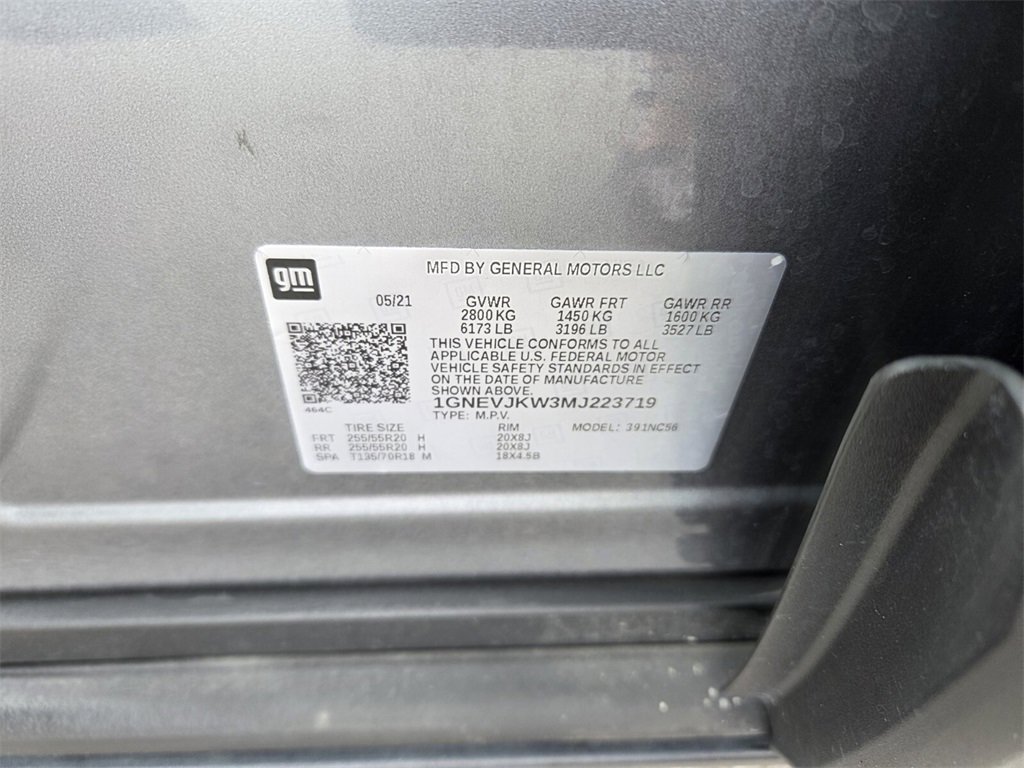 gm
MFD BY GENERAL MOTORS LLC
05/21 GVWR GAWR FRT GAWR RR
2800 KG 1450 KG 1600 KG
6173 LB 3196 LB 3527 LB
THIS VEHICLE CONFORMS TO ALL
APPLICABLE U.S. FEDERAL MOTOR
VEHICLE SAFETY STANDARDS IN EFFECT
ON THE DATE OF MANUFACTURE
SHOWN ABOVE.
1GNEVJKW3MJ223719
464C
TYPE: M.P.V.
TIRE SIZE RIM MODEL: 391NC56
FRT 255/55R20 H 20X8J
RR 255/55R20 H 20X8J
SPA T135/70R18 M 18X4.5B